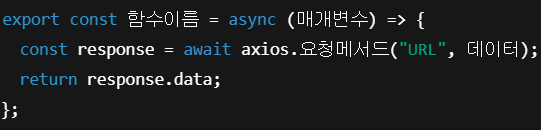 export const 함수이름 = async (매개변수) => {
  const response = await axios.요청메서드("URL", 데이터);
  return response.data;
};